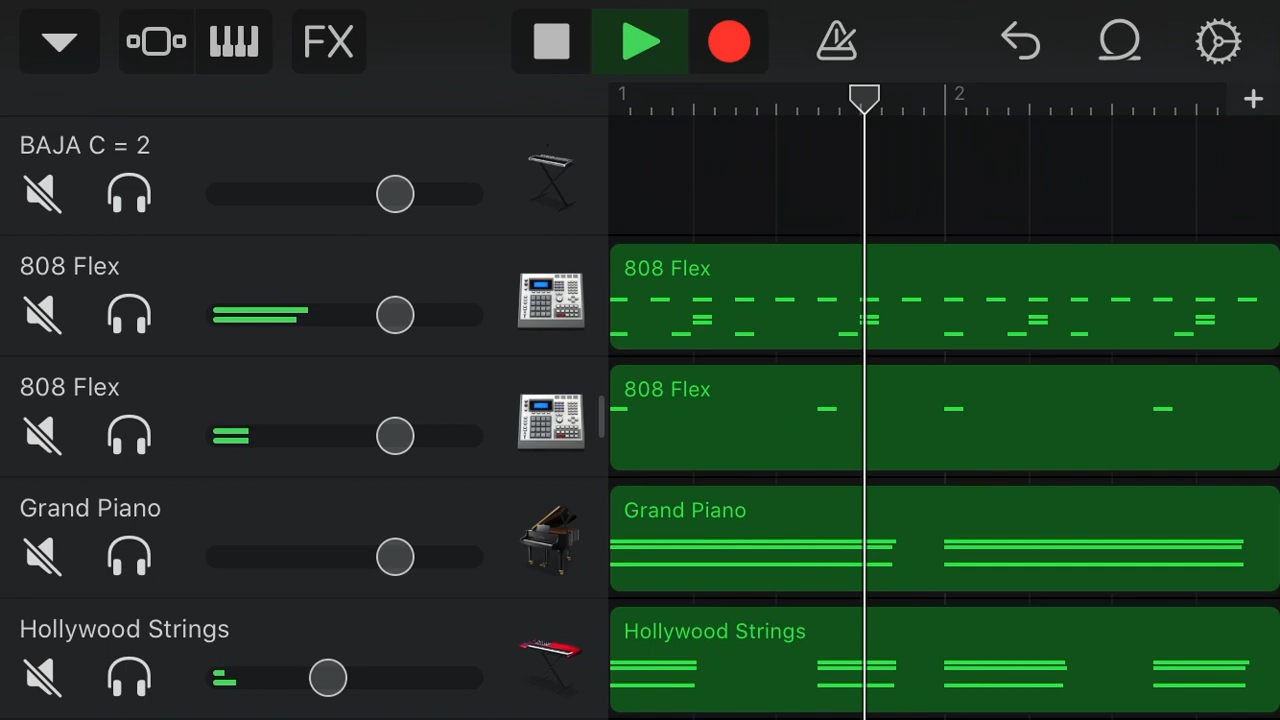 FX
1
2
BAJA C = 2
808 Flex
808 Flex
808 Flex
808 Flex
Grand Piano
Grand Piano
Hollywood Strings
Hollywood Strings